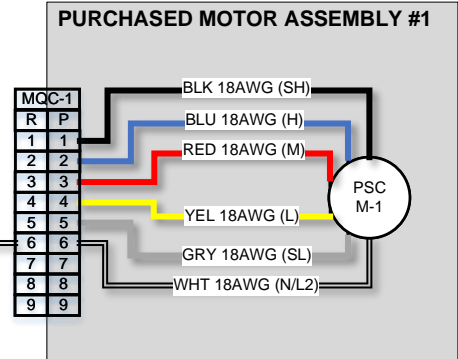 PURCHASED MOTOR ASSEMBLY #1
BLK 18AWG (SH)
MQC-1
BLU 18AWG (H)
R P
1 1
RED 18AWG (M)
2 2
3 3
PSC
M-1
4 4
YEL 18AWG (L)
5 5
6 6
GRY 18AWG (SL)
7 7
8 8
WHT 18AWG (N/L2)
9 9